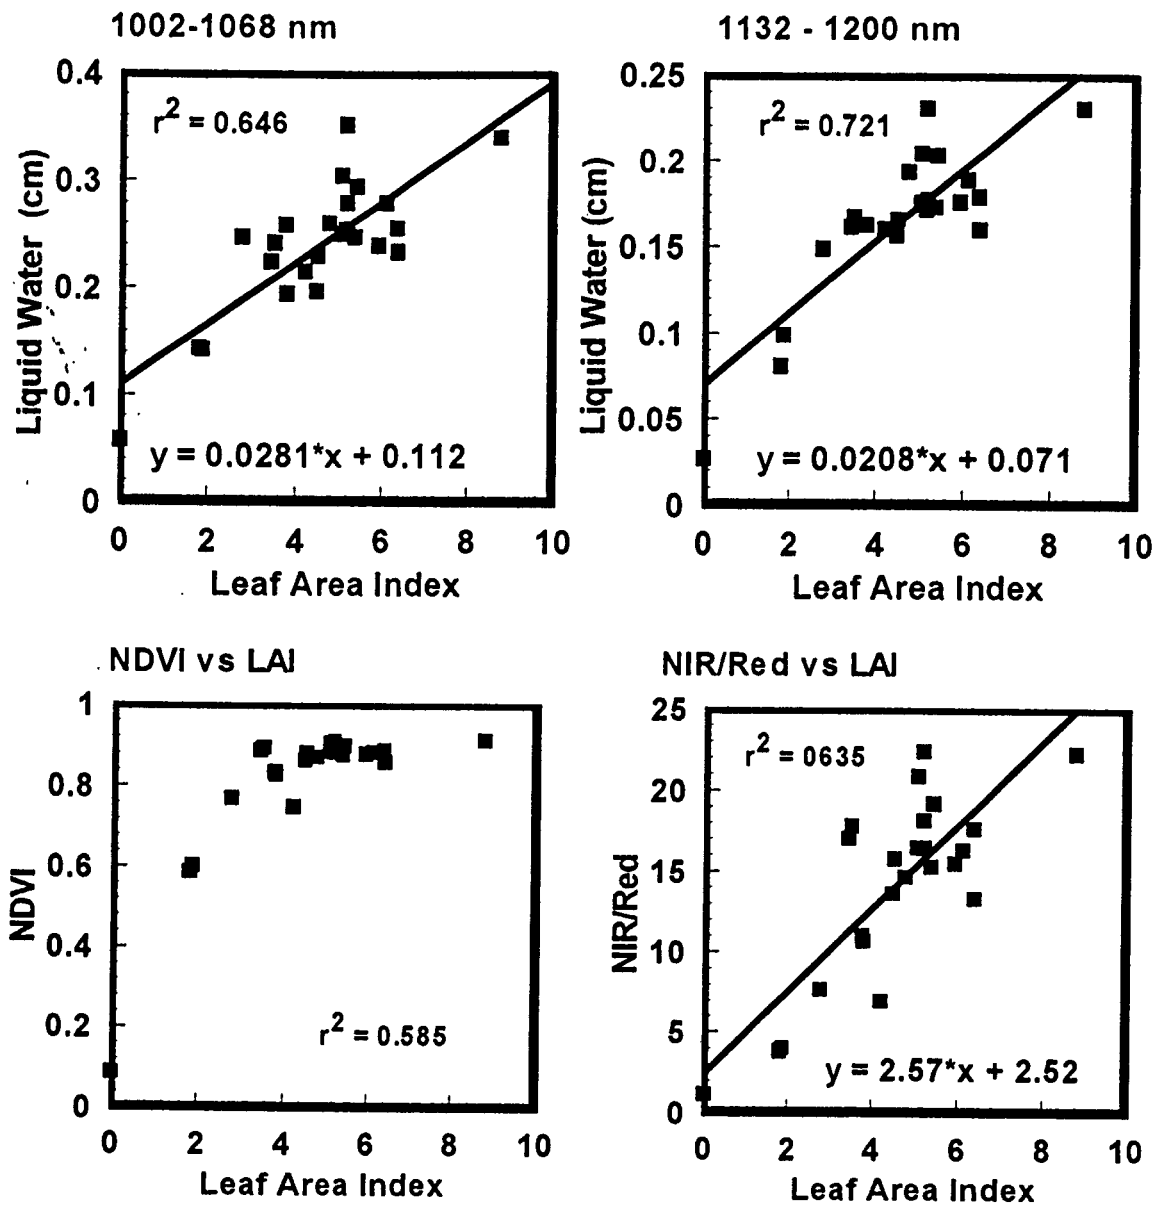 1002-1068 nm
0.4
0.3
0.2
0.1
0
Liquid Water (cm)
r2 = 0.646
y = 0.0281*x + 0.112
0 2 4 6 8 10
Leaf Area Index
1132 - 1200 nm
0.25
0.2
0.15
0.1
0.05
0
Liquid Water (cm)
r2 = 0.721
y = 0.0208*x + 0.071
0 2 4 6 8 10
Leaf Area Index
NDVI vs LAI
1
0.8
0.6
0.4
0.2
0
NDVI
r2 = 0.585
0 2 4 6 8 10
Leaf Area Index
NIR/Red vs LAI
25
20
15
10
5
0
NIR/Red
r2 = 0635
y = 2.57*x + 2.52
0 2 4 6 8 10
Leaf Area Index